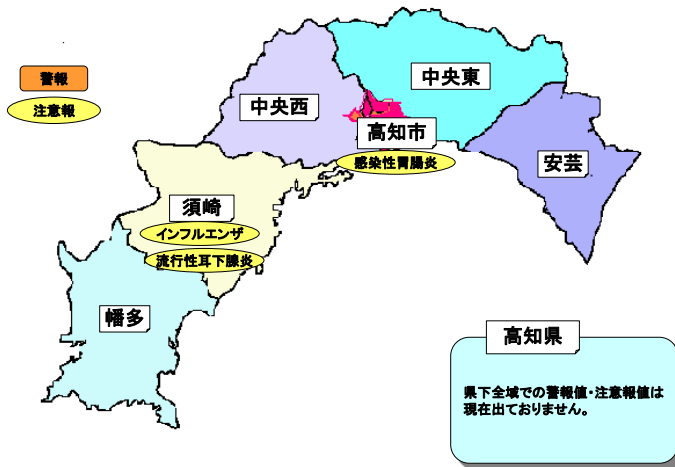 警報
注意報
中央東
中央西
高知市
感染性胃腸炎
安芸
須崎
インフルエンザ
流行性耳下腺炎
幡多
高知県
県下全域での警報値・注意報値は
現在出ておりません。